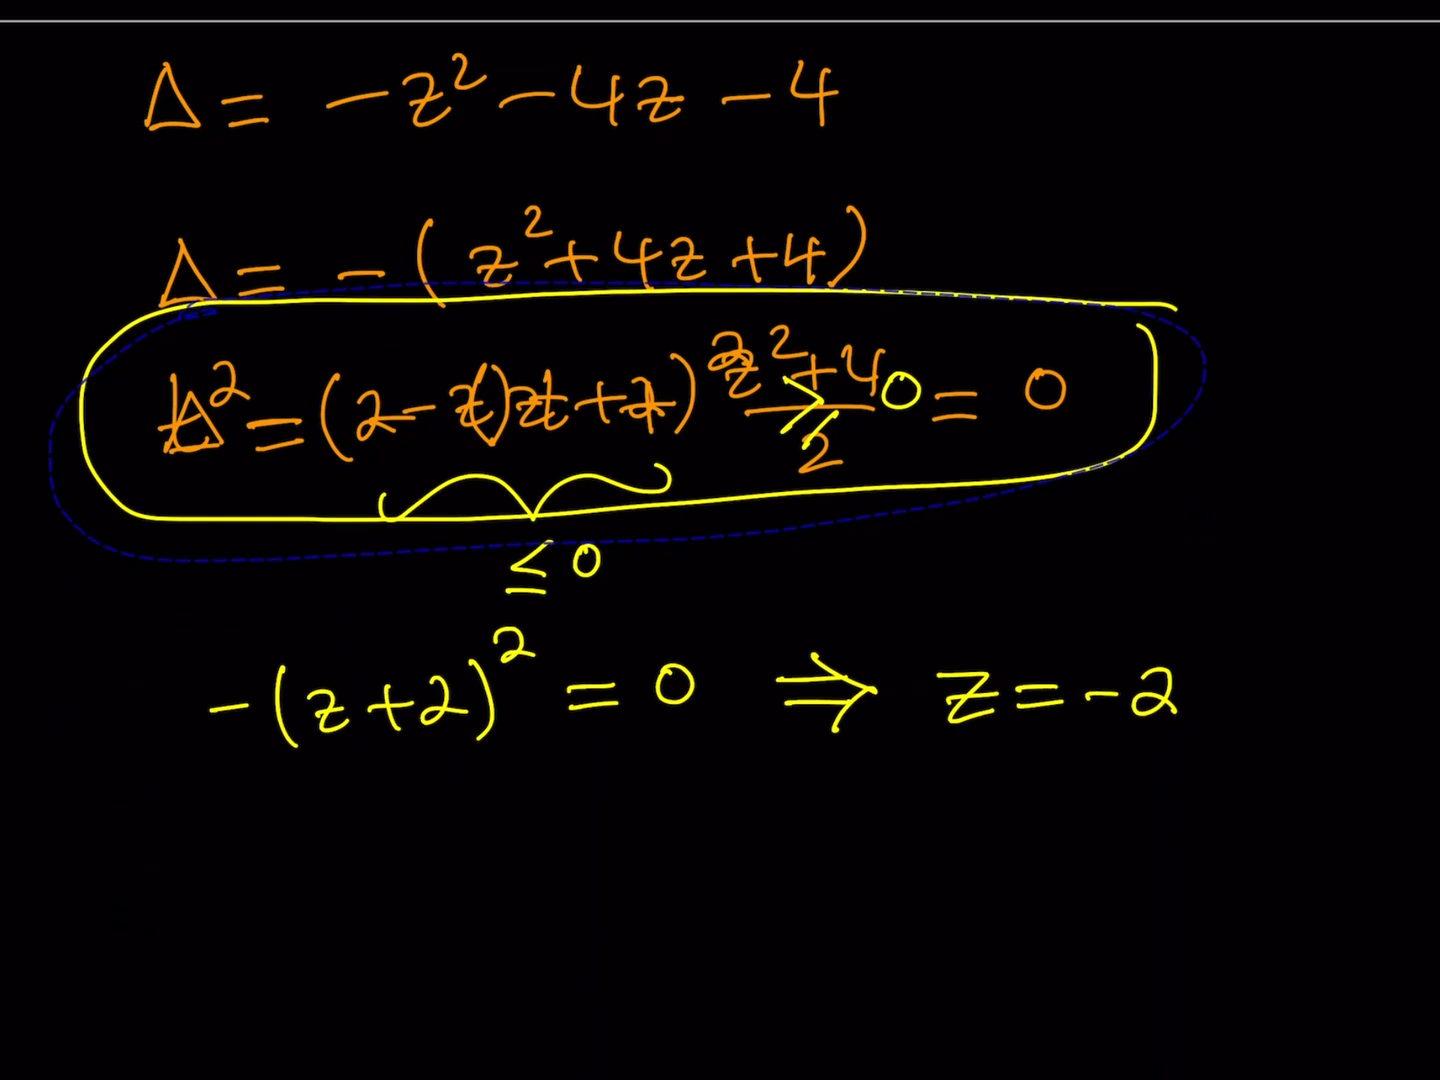 Δ = -z² - 4z - 4
Δ = -(z² + 4z + 4)
≤ 0
-(z+2)² = 0 ⇒ z = -2